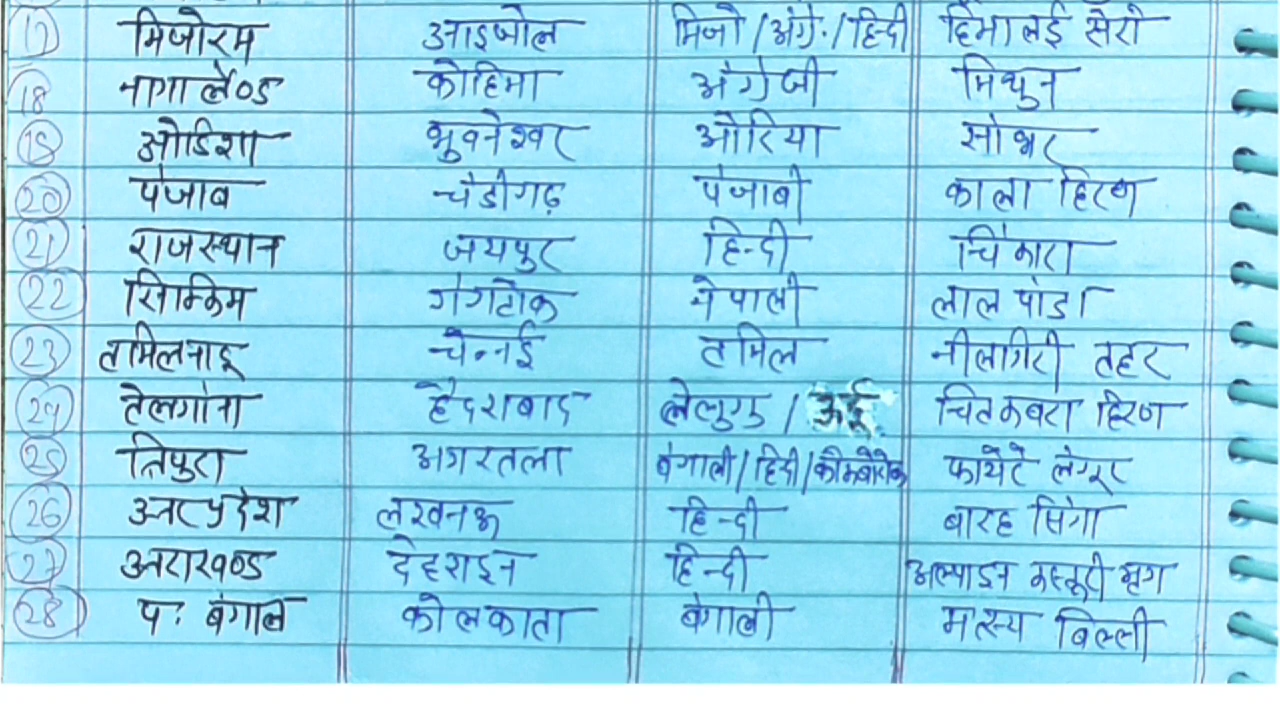 17 मिजोरम आइजोल मिजो/अंग्रे./हिन्दी हिमालई सेरो
18 नागालैण्ड कोहिमा अंग्रेजी मिथुन
19 ओडिशा भुवनेश्वर ओरिया सांभर
20 पंजाब चंडीगढ़ पंजाबी काला हिरण
21 राजस्थान जयपुर हिन्दी चिंकारा
22 सिक्किम गंगटोक नेपाली लाल पांडा
23 तमिलनाडू चेन्नई तमिल नीलगिरी तहर
24 तेलगांना हैदराबाद तेलुगु / ऊर्दू चितकबरा हिरण
25 त्रिपुरा अगरतला बंगाली/हिंदी/कोकबोरोक फायेटे लंगूर
26 उत्तरप्रदेश लखनऊ हिन्दी बारह सिंगा
27 उत्तराखण्ड देहरादून हिन्दी अल्पाइन कस्तूरी मृग
28 प: बंगाल कोलकाता बंगाली मत्स्य बिल्ली